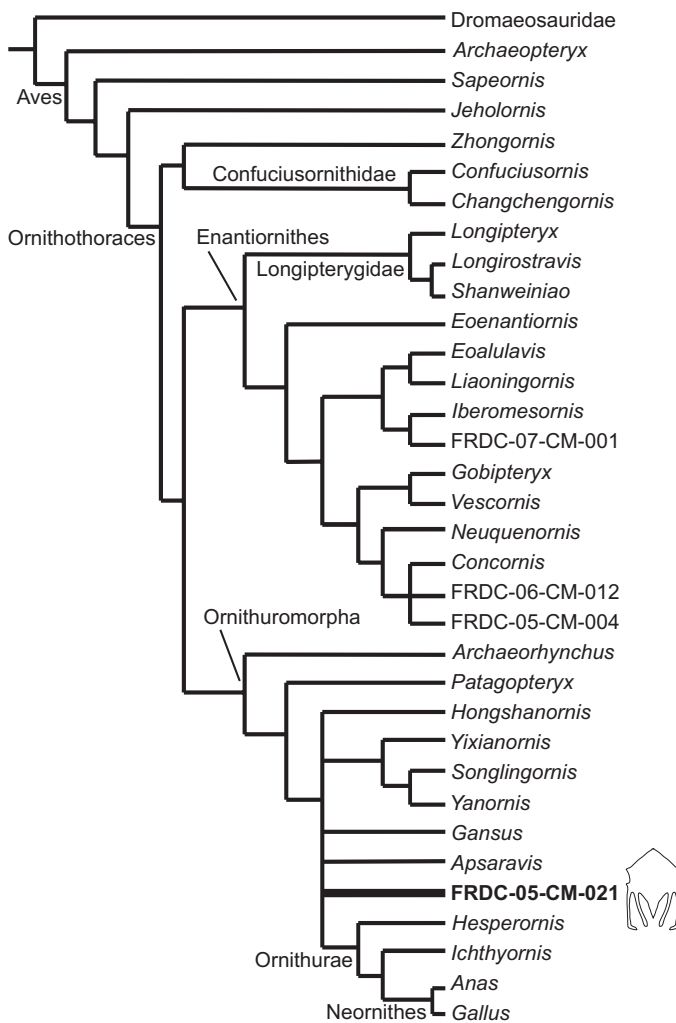 Dromaeosauridae
Archaeopteryx
Aves
Sapeornis
Jeholornis
Zhongornis
Confuciusornithidae
Confuciusornis
Changchengornis
Ornithothoraces
Enantiornithes
Longipteryx
Longipterygidae
Longirostravis
Shanweiniao
Eoenantiornis
Eoalulavis
Liaoningornis
Iberomesornis
FRDC-07-CM-001
Gobipteryx
Vescornis
Neuquenornis
Concornis
FRDC-06-CM-012
FRDC-05-CM-004
Ornithuromorpha
Archaeorhynchus
Patagopteryx
Hongshanornis
Yixianornis
Songlingornis
Yanornis
Gansus
Apsaravis
FRDC-05-CM-021
Hesperornis
Ornithurae
Ichthyornis
Anas
Neornithes
Gallus